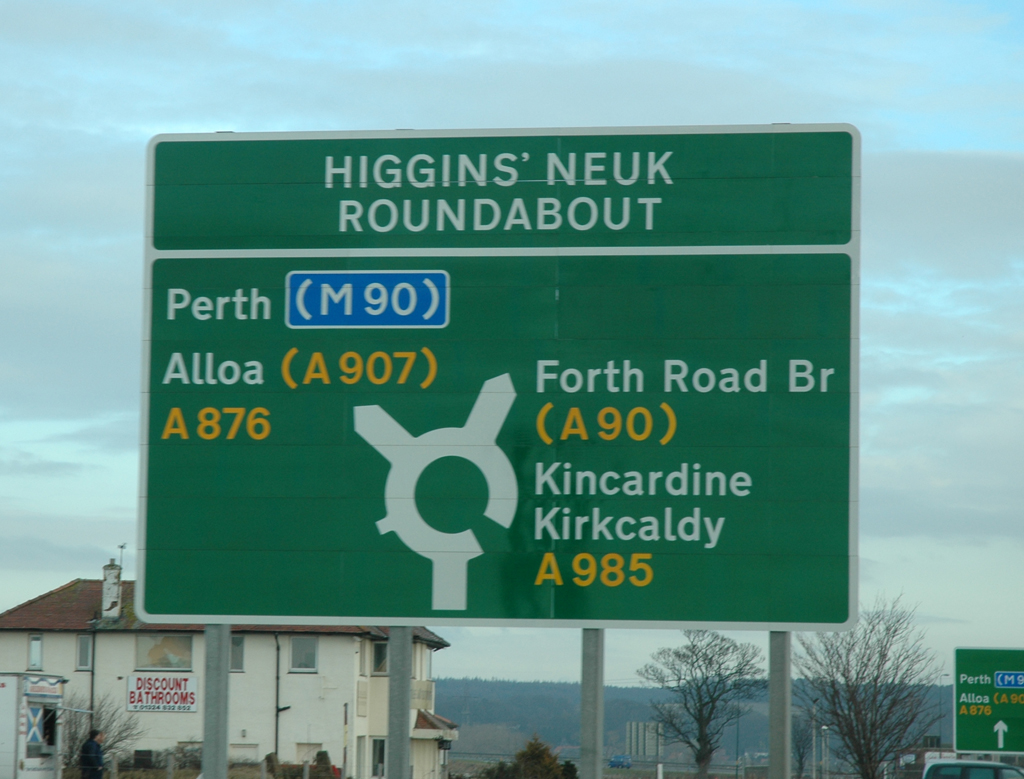 HIGGINS' NEUK
ROUNDABOUT
Perth (M 90)
Alloa (A 907)
A 876
Forth Road Br
(A 90)
Kincardine
Kirkcaldy
A 985
DISCOUNT
BATHROOMS
Perth
Alloa
A 876